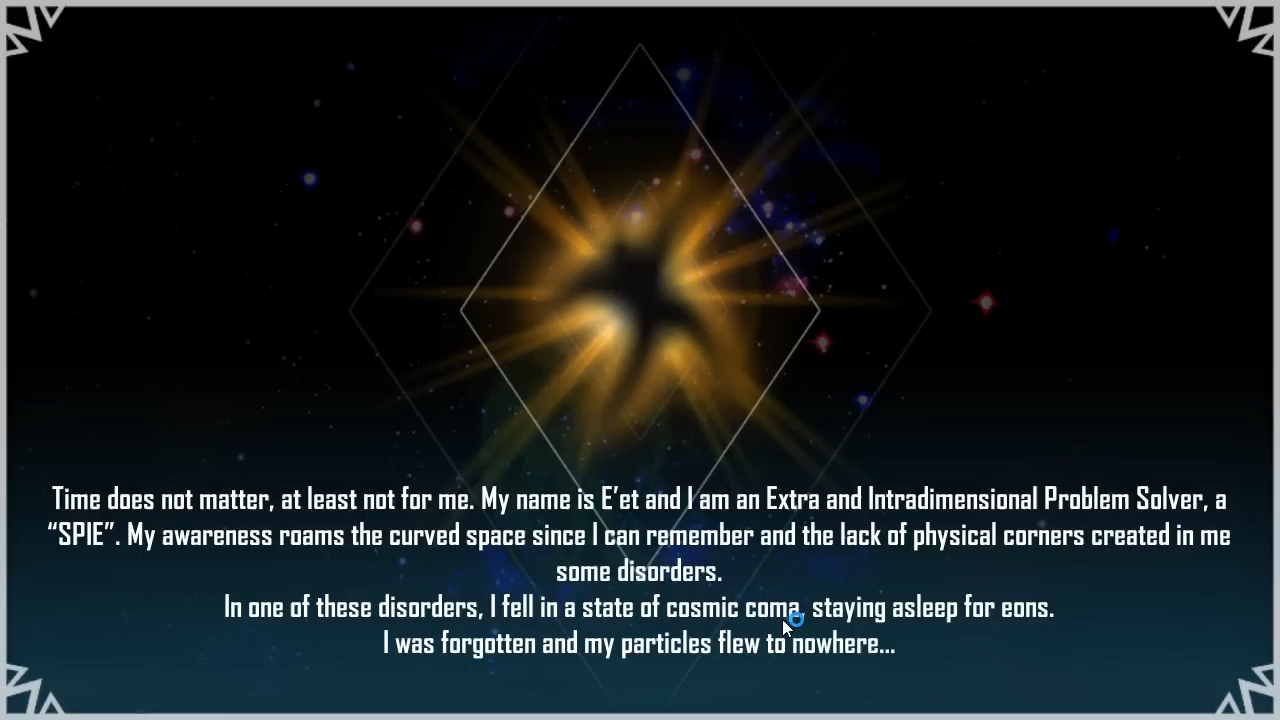 Time does not matter, at least not for me. My name is E’et and I am an Extra and Intradimensional Problem Solver, a
“SPIE”. My awareness roams the curved space since I can remember and the lack of physical corners created in me
some disorders.
In one of these disorders, I fell in a state of cosmic coma, staying asleep for eons.
I was forgotten and my particles flew to nowhere...